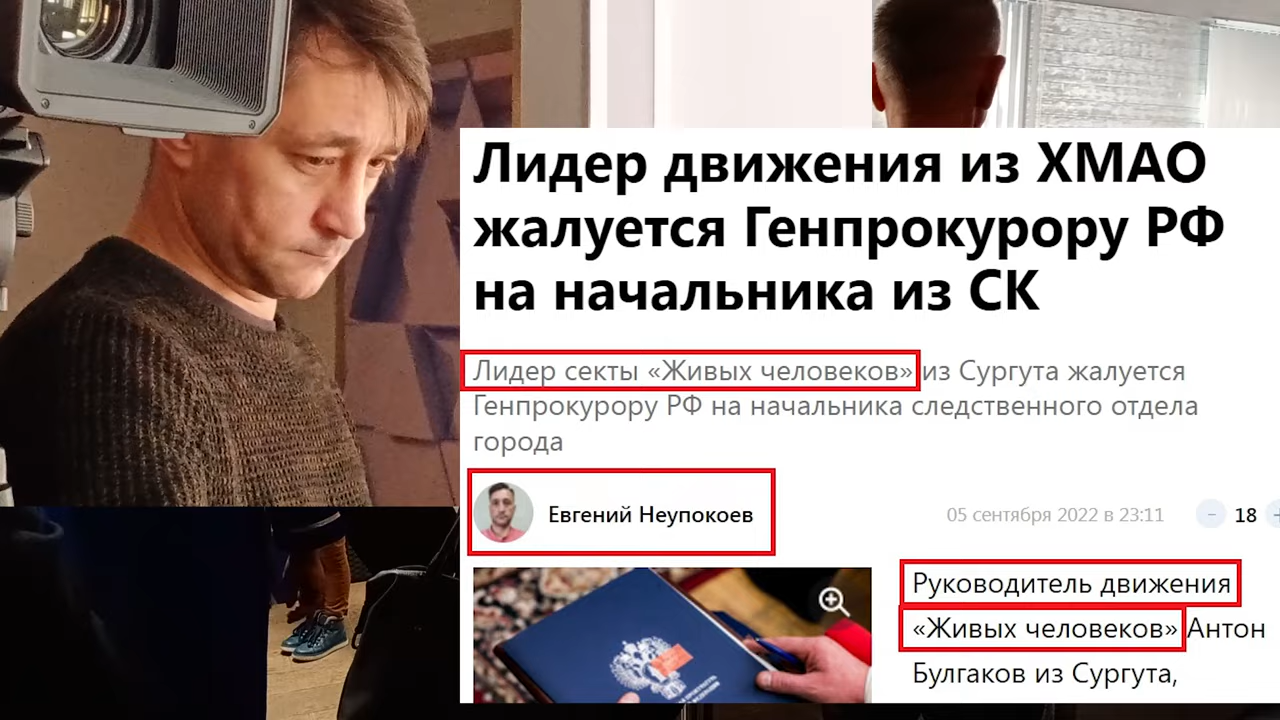 Лидер движения из ХМАО
жалуется Генпрокурору РФ
на начальника из СК
Лидер секты «Живых человеков» из Сургута жалуется
Генпрокурору РФ на начальника следственного отдела
города
Евгений Неупокоев
05 сентября 2022 в 23:11
− 18 +
Руководитель движения
«Живых человеков» Антон
Булгаков из Сургута,